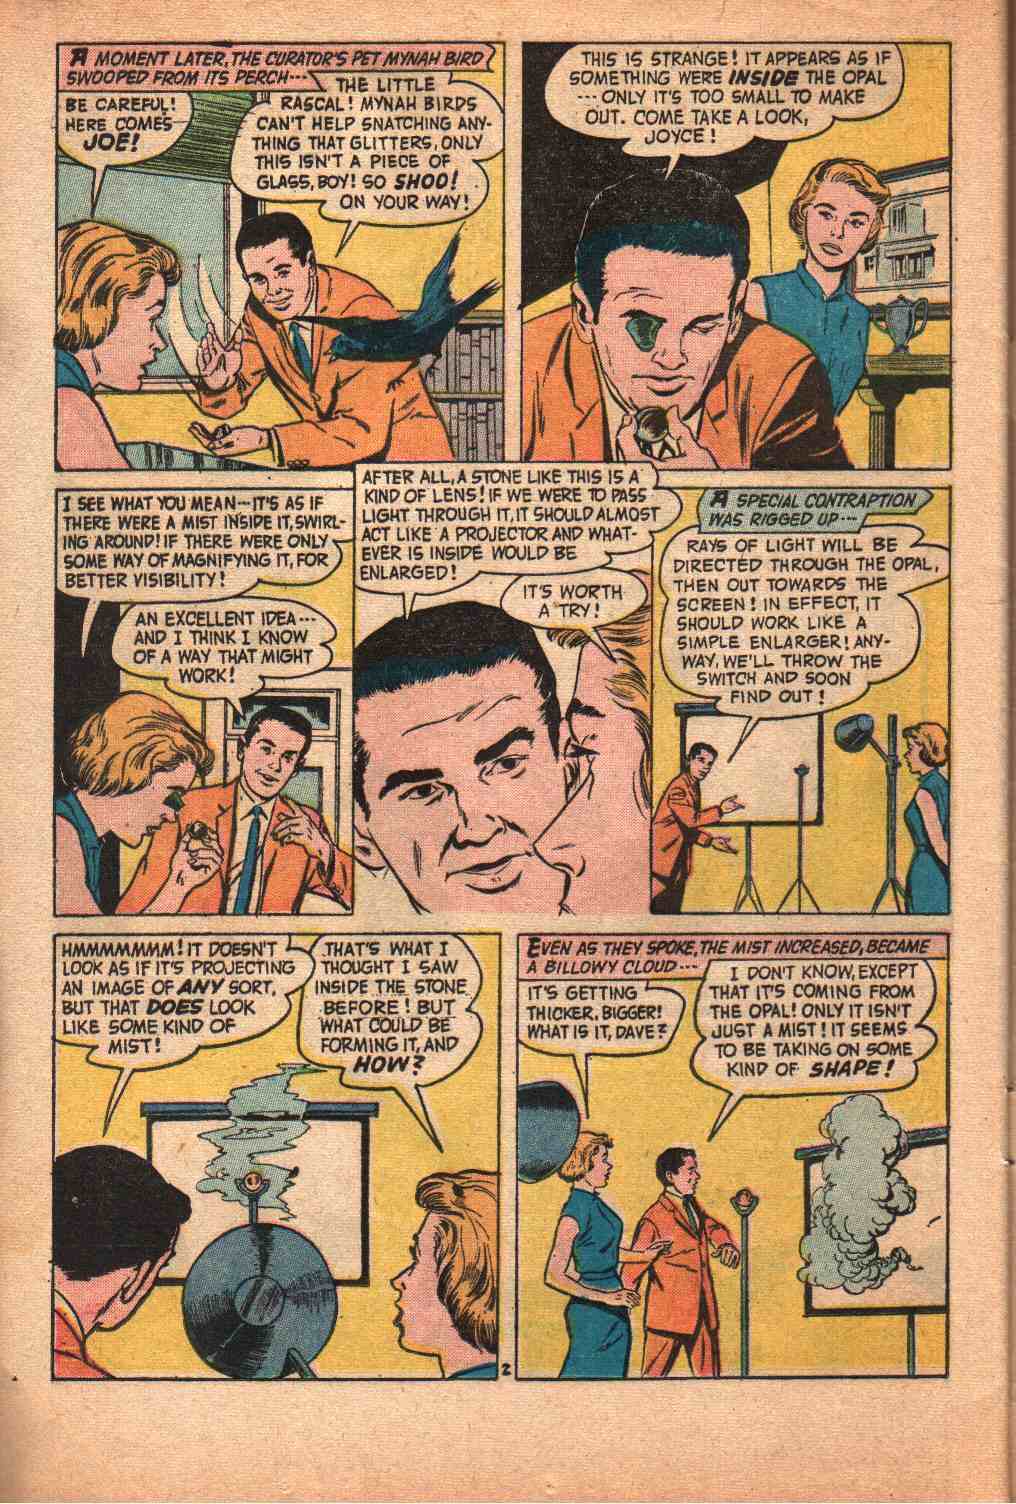 A MOMENT LATER, THE CURATOR'S PET MYNAH BIRD
SWOOPED FROM ITS PERCH---
BE CAREFUL!
HERE COMES
JOE!
THE LITTLE
RASCAL! MYNAH BIRDS
CAN'T HELP SNATCHING ANY-
THING THAT GLITTERS, ONLY
THIS ISN'T A PIECE OF
GLASS, BOY! SO SHOO!
ON YOUR WAY!
THIS IS STRANGE! IT APPEARS AS IF
SOMETHING WERE INSIDE THE OPAL
---ONLY IT'S TOO SMALL TO MAKE
OUT. COME TAKE A LOOK,
JOYCE!
I SEE WHAT YOU MEAN---IT'S AS IF
THERE WERE A MIST INSIDE IT, SWIRL-
ING AROUND! IF THERE WERE ONLY
SOME WAY OF MAGNIFYING IT, FOR
BETTER VISIBILITY!
AN EXCELLENT IDEA---
AND I THINK I KNOW
OF A WAY THAT MIGHT
WORK!
AFTER ALL, A STONE LIKE THIS IS A
KIND OF LENS! IF WE WERE TO PASS
LIGHT THROUGH IT, IT SHOULD ALMOST
ACT LIKE A PROJECTOR AND WHAT-
EVER IS INSIDE WOULD BE
ENLARGED!
IT'S WORTH
A TRY!
A SPECIAL CONTRAPTION
WAS RIGGED UP---
RAYS OF LIGHT WILL BE
DIRECTED THROUGH THE OPAL,
THEN OUT TOWARDS THE
SCREEN! IN EFFECT, IT
SHOULD WORK LIKE A
SIMPLE ENLARGER! ANY-
WAY, WE'LL THROW THE
SWITCH AND SOON
FIND OUT!
HMMMMMMM! IT DOESN'T
LOOK AS IF IT'S PROJECTING
AN IMAGE OF ANY SORT,
BUT THAT DOES LOOK
LIKE SOME KIND OF
MIST!
THAT'S WHAT I
THOUGHT I SAW
INSIDE THE STONE
BEFORE! BUT
WHAT COULD BE
FORMING IT, AND
HOW?
2
EVEN AS THEY SPOKE, THE MIST INCREASED, BECAME
A BILLOWY CLOUD---
IT'S GETTING
THICKER, BIGGER!
WHAT IS IT, DAVE?
I DON'T KNOW, EXCEPT
THAT IT'S COMING FROM
THE OPAL! ONLY IT ISN'T
JUST A MIST! IT SEEMS
TO BE TAKING ON SOME
KIND OF SHAPE!